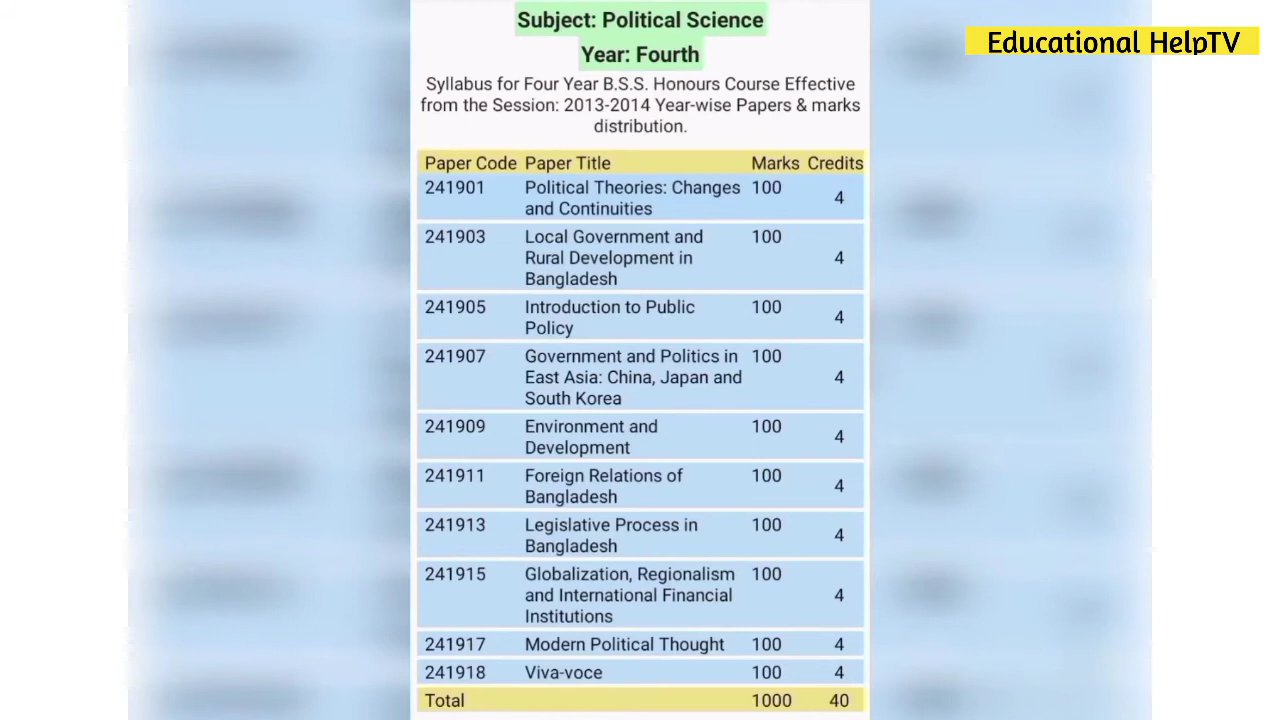 Subject: Political Science
Educational HelpTV
Year: Fourth
Syllabus for Four Year B.S.S. Honours Course Effective
from the Session: 2013-2014 Year-wise Papers & marks
distribution.
Paper Code Paper Title Marks Credits
241901 Political Theories: Changes 100
and Continuities 4
241903 Local Government and 100
Rural Development in 4
Bangladesh
241905 Introduction to Public 100
Policy 4
241907 Government and Politics in 100
East Asia: China, Japan and 4
South Korea
241909 Environment and 100
Development 4
241911 Foreign Relations of 100
Bangladesh 4
241913 Legislative Process in 100
Bangladesh 4
241915 Globalization, Regionalism 100
and International Financial 4
Institutions
241917 Modern Political Thought 100 4
241918 Viva-voce 100 4
Total 1000 40